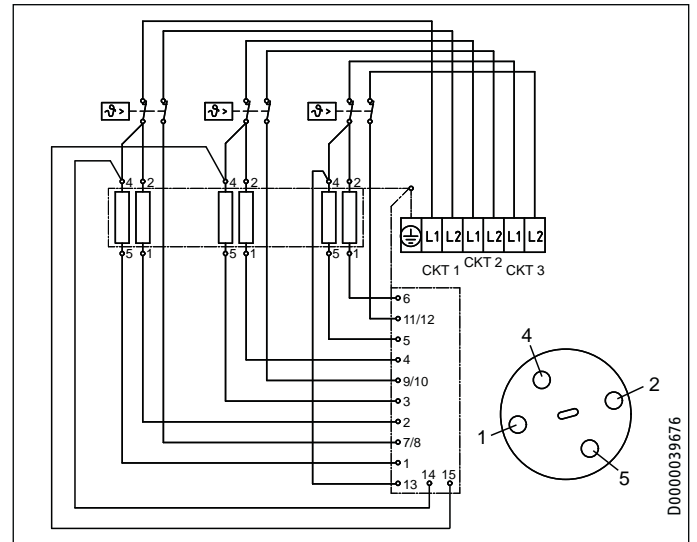 ϑ> ϑ> ϑ>
4 2 4 2 4 2
5 1 5 1 5 1
L1 L2 L1 L2 L1 L2
CKT 1 CKT 2 CKT 3
6
11/12
5
4
9/10
3
2
7/8
1
13 14 15
4
2
1
5
D0000039676